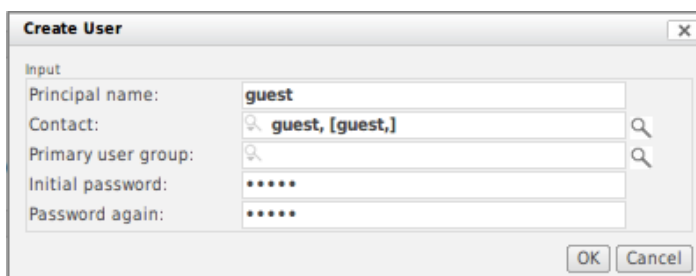 Create User
Input
Principal name: guest
Contact: guest, [guest,]
Primary user group:
Initial password: •••••
Password again: •••••
OK Cancel